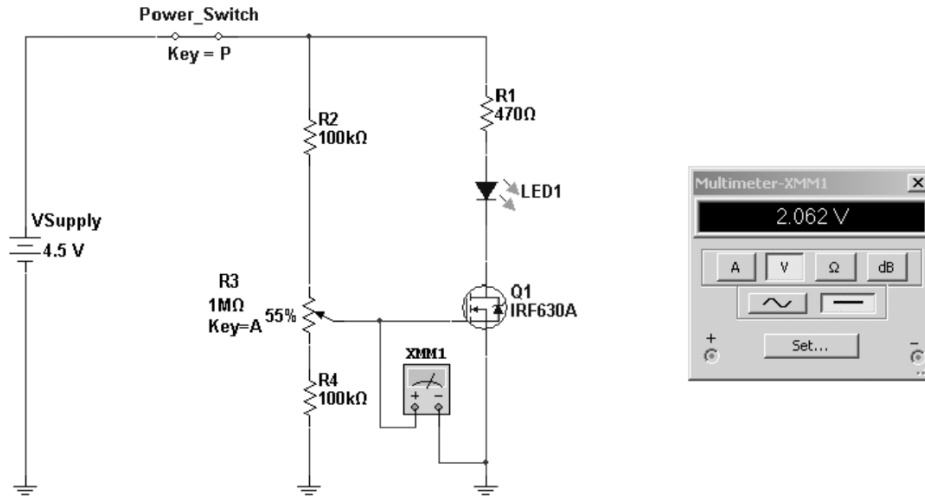 Power_Switch
Key = P
R1
470Ω
R2
100kΩ
LED1
VSupply
4.5 V
R3
1MΩ
Key=A
55%
Q1
IRF630A
XMM1
+ -
R4
100kΩ
Multimeter-XMM1 X
2.062 V
A V Ω dB
+ Set... -